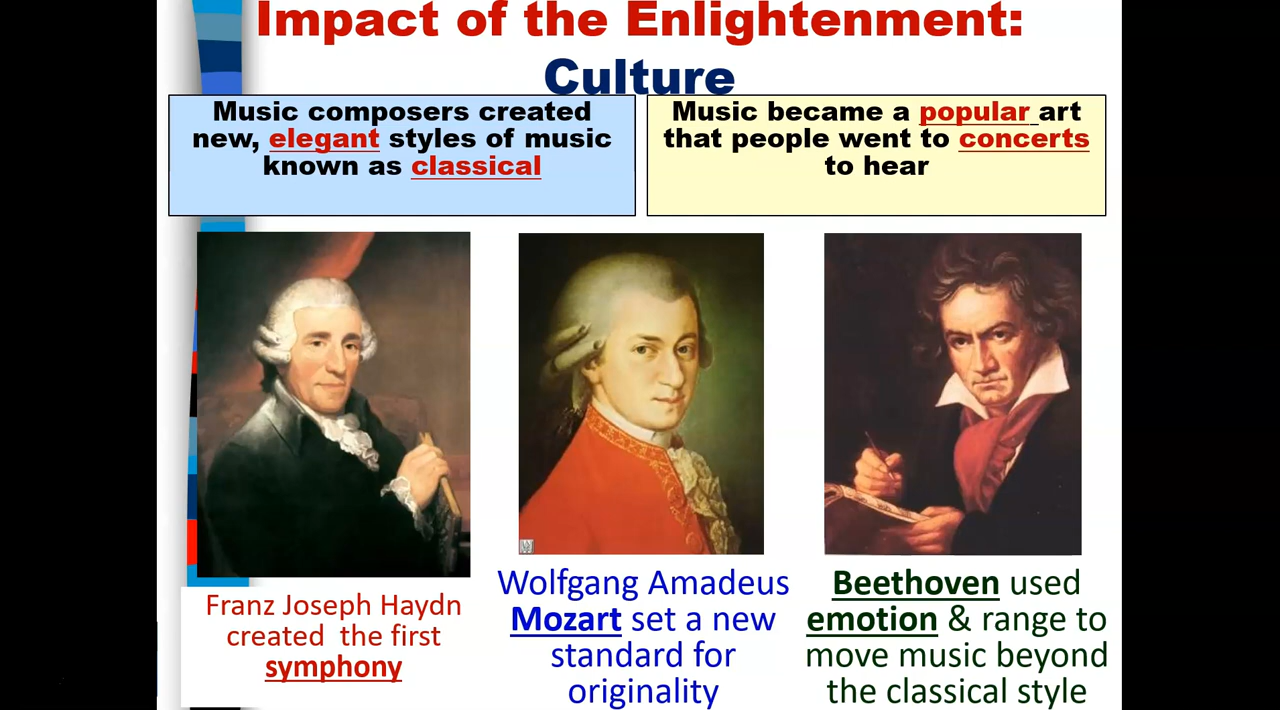 Impact of the Enlightenment:
Culture
Music composers created
new, elegant styles of music
known as classical
Music became a popular art
that people went to concerts
to hear
Franz Joseph Haydn
created the first
symphony
Wolfgang Amadeus
Mozart set a new
standard for
originality
Beethoven used
emotion & range to
move music beyond
the classical style